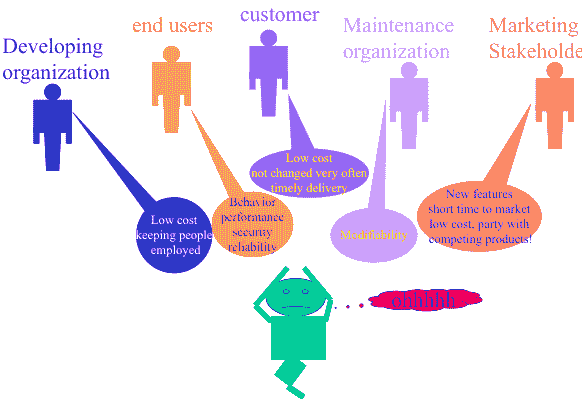 Developing
organization
end users
customer
Maintenance
organization
Marketing
Stakeholde
Low cost
keeping people
employed
Behavior
performance
security
reliability
Low cost
not changed very often
timely delivery
Modifiability
New features
short time to market
low cost, party with
competing products!